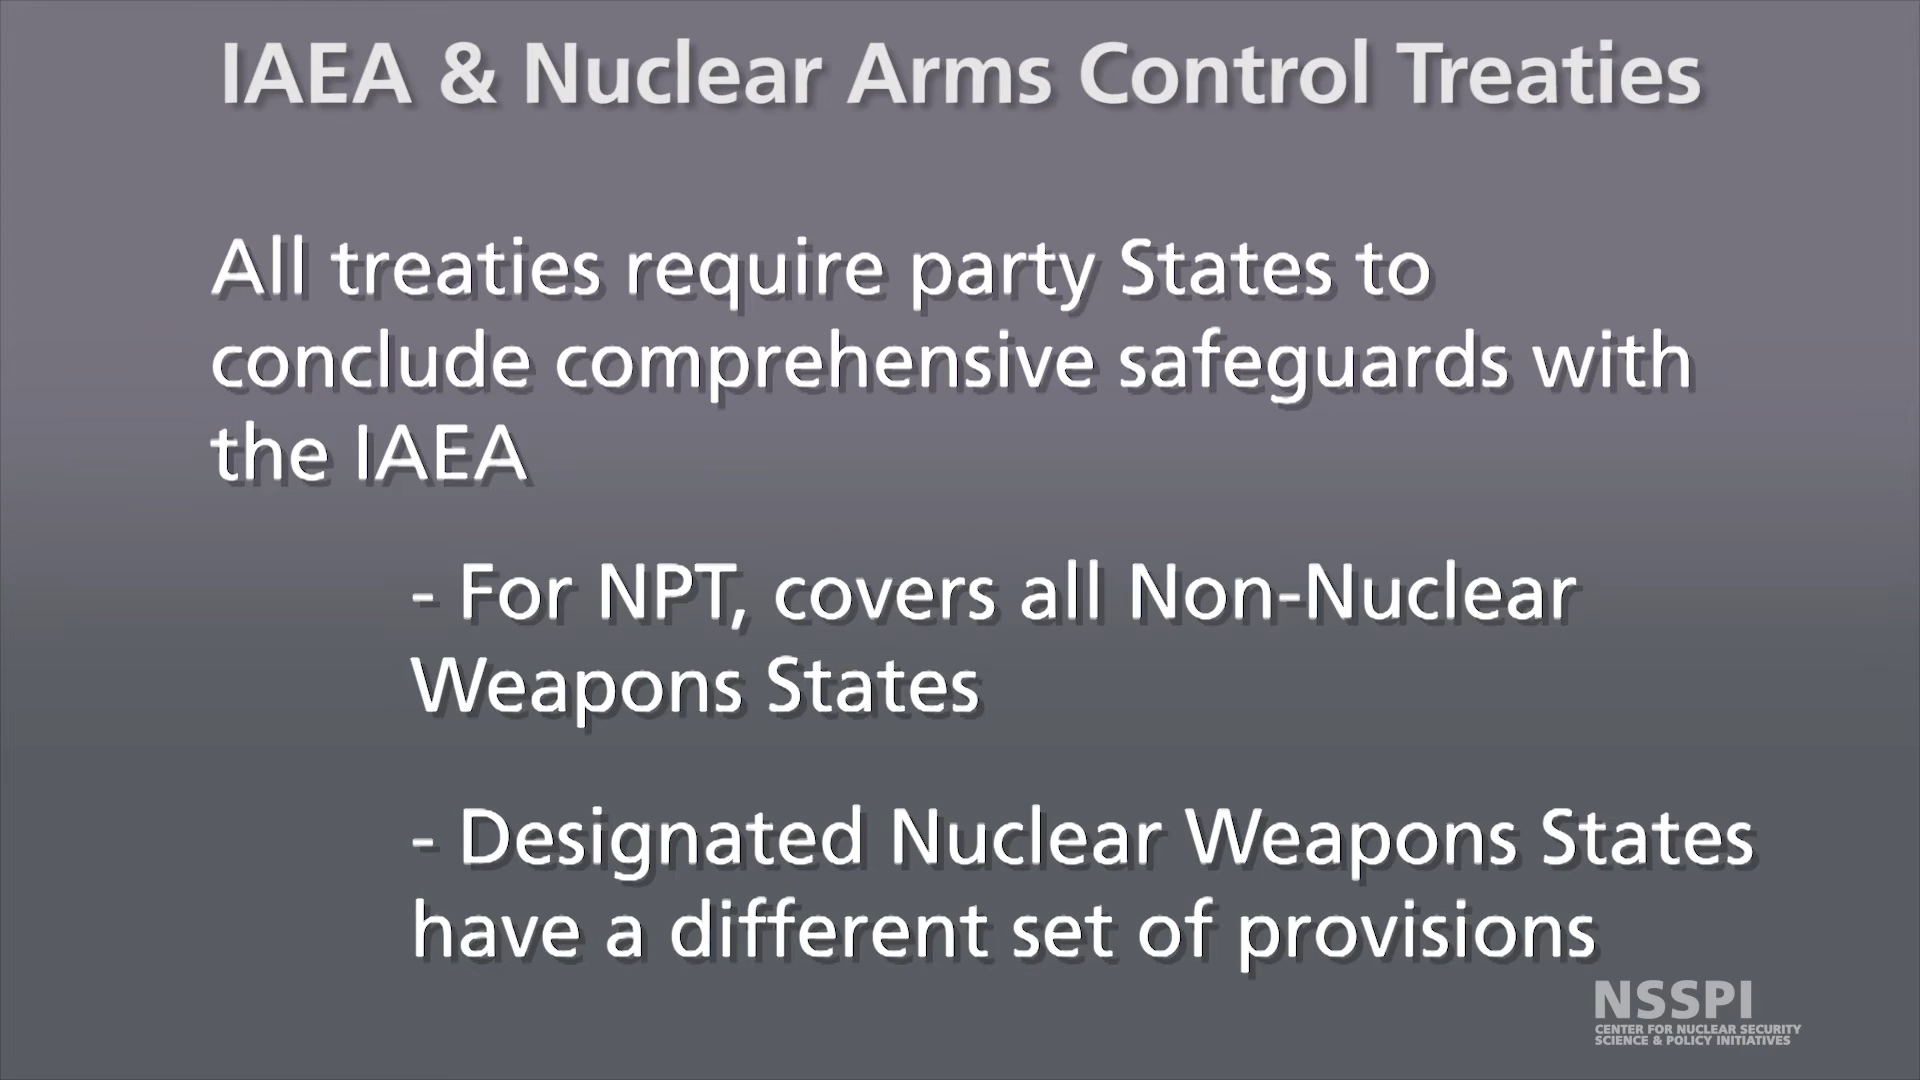 IAEA & Nuclear Arms Control Treaties
All treaties require party States to
conclude comprehensive safeguards with
the IAEA
- For NPT, covers all Non-Nuclear
Weapons States
- Designated Nuclear Weapons States
have a different set of provisions
NSSPI
CENTER FOR NUCLEAR SECURITY
SCIENCE & POLICY INITIATIVES